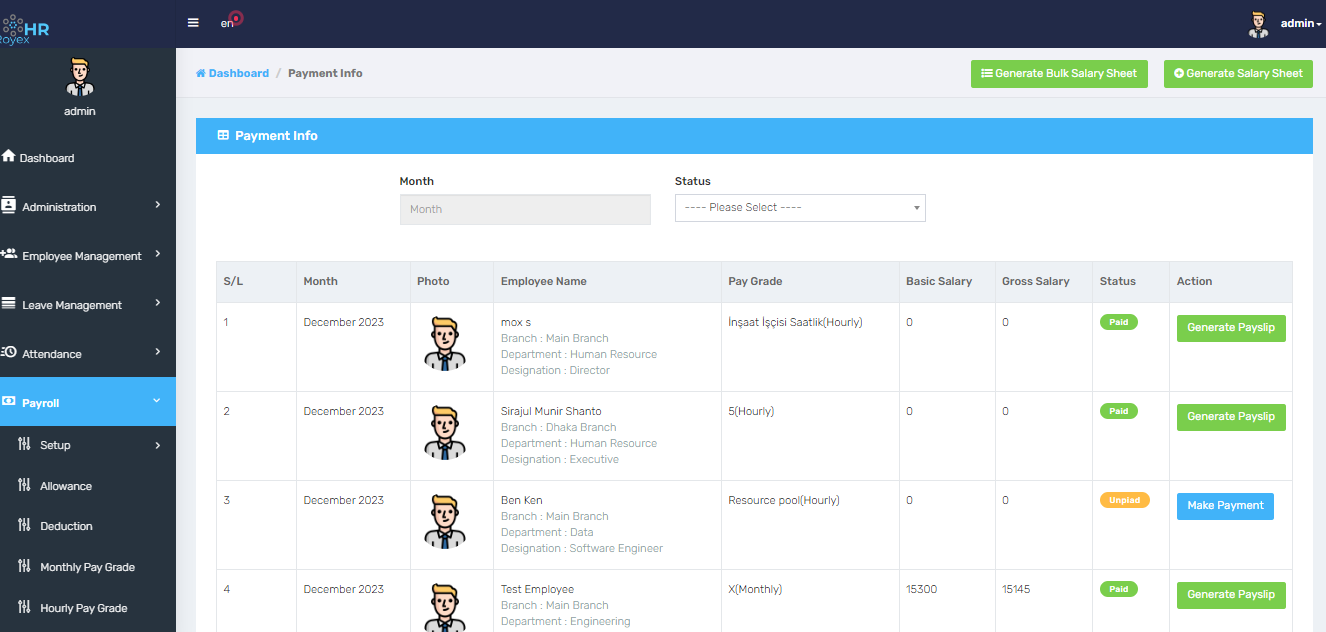 HR
Royex
en
admin
admin
Dashboard
Administration
Employee Management
Leave Management
Attendance
Payroll
Setup
Allowance
Deduction
Monthly Pay Grade
Hourly Pay Grade
Dashboard / Payment Info
Generate Bulk Salary Sheet
Generate Salary Sheet
Payment Info
Month
Status
Month
---- Please Select ----
S/L Month Photo Employee Name Pay Grade Basic Salary Gross Salary Status Action
1 December 2023 mox s İnşaat İşçisi Saatlik(Hourly) 0 0 Paid Generate Payslip
Branch : Main Branch
Department : Human Resource
Designation : Director
2 December 2023 Sirajul Munir Shanto 5(Hourly) 0 0 Paid Generate Payslip
Branch : Dhaka Branch
Department : Human Resource
Designation : Executive
3 December 2023 Ben Ken Resource pool(Hourly) 0 0 Unpiad Make Payment
Branch : Main Branch
Department : Data
Designation : Software Engineer
4 December 2023 Test Employee X(Monthly) 15300 15145 Paid Generate Payslip
Branch : Main Branch
Department : Engineering